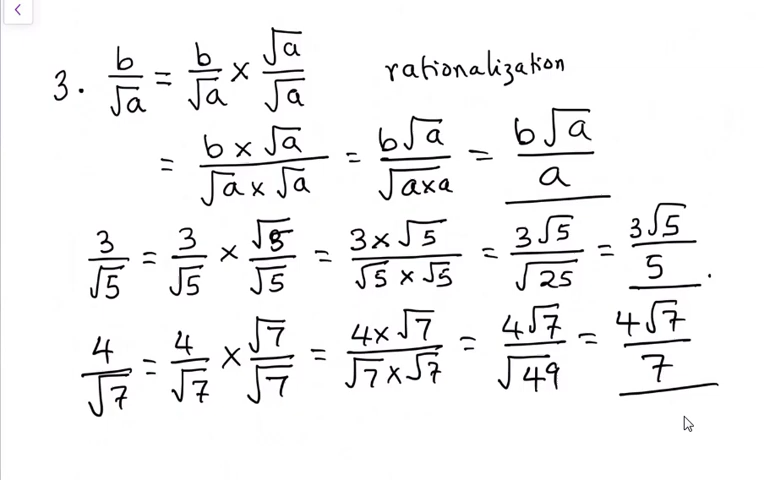 3. b/√a = b/√a × √a/√a rationalization
= b × √a / √a × √a = b√a / √a×a = b√a / a
3/√5 = 3/√5 × √5/√5 = 3 × √5 / √5 × √5 = 3√5 / √25 = 3√5 / 5 .
4/√7 = 4/√7 × √7/√7 = 4 × √7 / √7 × √7 = 4√7 / √49 = 4√7 / 7